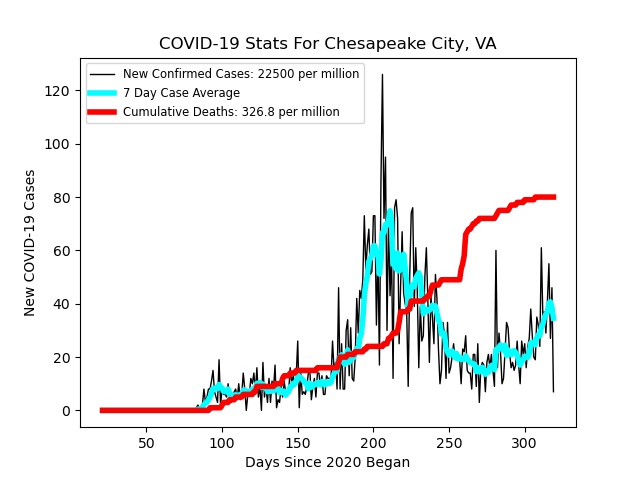 COVID-19 Stats For Chesapeake City, VA
New Confirmed Cases: 22500 per million
7 Day Case Average
Cumulative Deaths: 326.8 per million
120
100
80
60
40
20
0
New COVID-19 Cases
50 100 150 200 250 300
Days Since 2020 Began